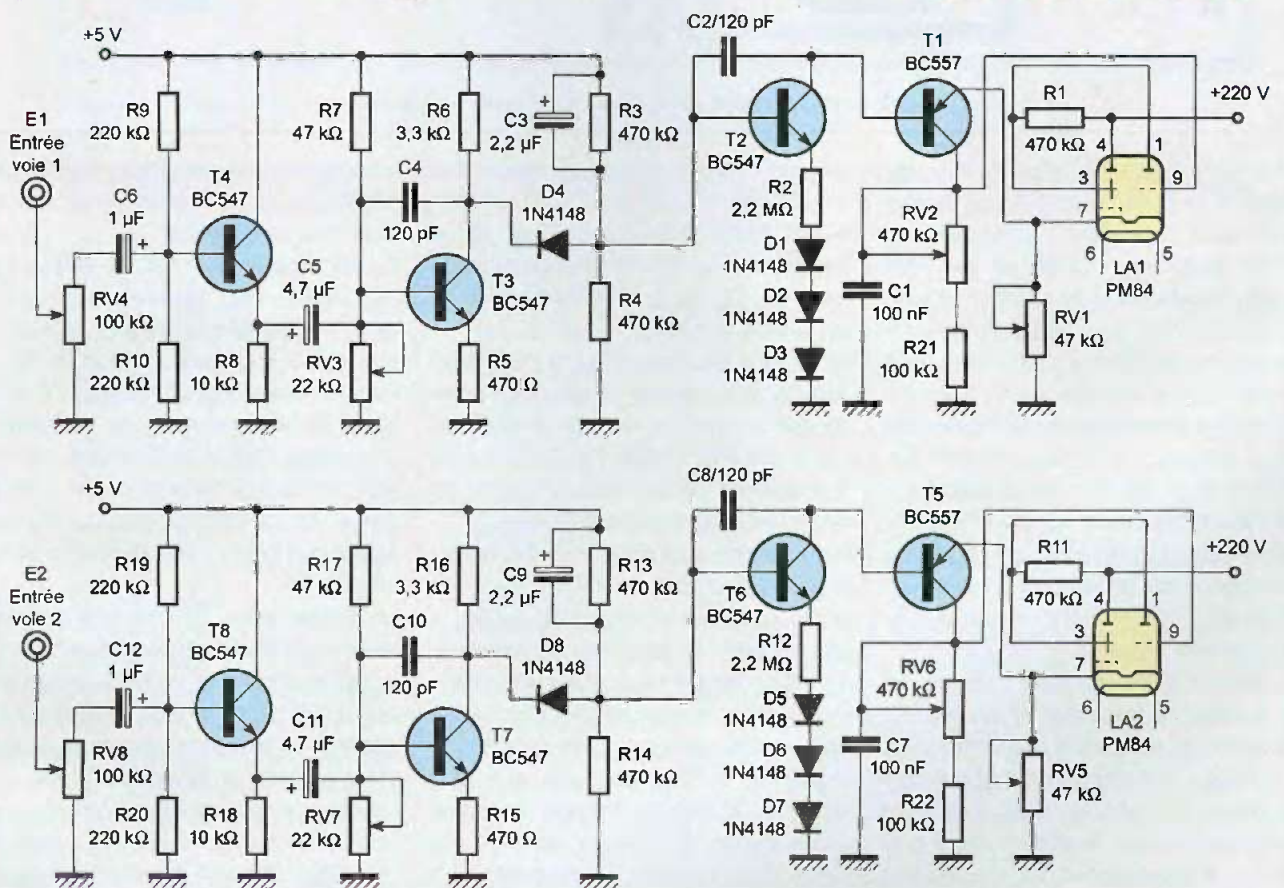 +5 V
E1
Entrée
voie 1
R9
220 kΩ
C6
1 µF
+
RV4
100 kΩ
R10
220 kΩ
T4
BC547
R8
10 kΩ
C5
4,7 µF
+
R7
47 kΩ
C4
120 pF
RV3
22 kΩ
R6
3,3 kΩ
T3
BC547
R5
470 Ω
C3
2,2 µF
+
D4
1N4148
R3
470 kΩ
R4
470 kΩ
C2/120 pF
T2
BC547
R2
2,2 MΩ
D1
1N4148
D2
1N4148
D3
1N4148
T1
BC557
C1
100 nF
RV2
470 kΩ
R21
100 kΩ
R1
470 kΩ
RV1
47 kΩ
+220 V
4
1
3
9
7
6
5
LA1
PM84
+5 V
E2
Entrée
vole 2
R19
220 kΩ
C12
1 µF
+
RV8
100 kΩ
R20
220 kΩ
T8
BC547
R18
10 kΩ
C11
4,7 µF
+
R17
47 kΩ
C10
120 pF
RV7
22 kΩ
R16
3,3 kΩ
T7
BC547
R15
470 Ω
C9
2,2 µF
+
D8
1N4148
R13
470 kΩ
R14
470 kΩ
C8/120 pF
T6
BC547
R12
2,2 MΩ
D5
1N4148
D6
1N4148
D7
1N4148
T5
BC557
C7
100 nF
RV6
470 kΩ
R22
100 kΩ
R11
470 kΩ
RV5
47 kΩ
+220 V
4
1
3
9
7
6
5
LA2
PM84